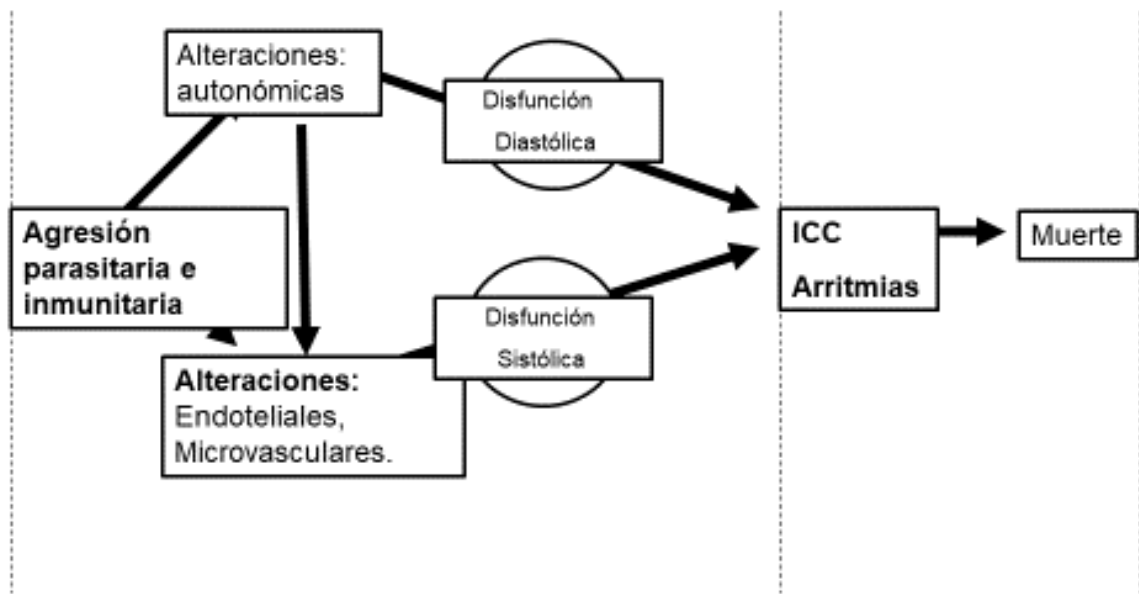 Alteraciones:
autonómicas
Disfunción
Diastólica
Agresión
parasitaria e
inmunitaria
ICC
Arritmias
Muerte
Disfunción
Sistólica
Alteraciones:
Endoteliales,
Microvasculares.